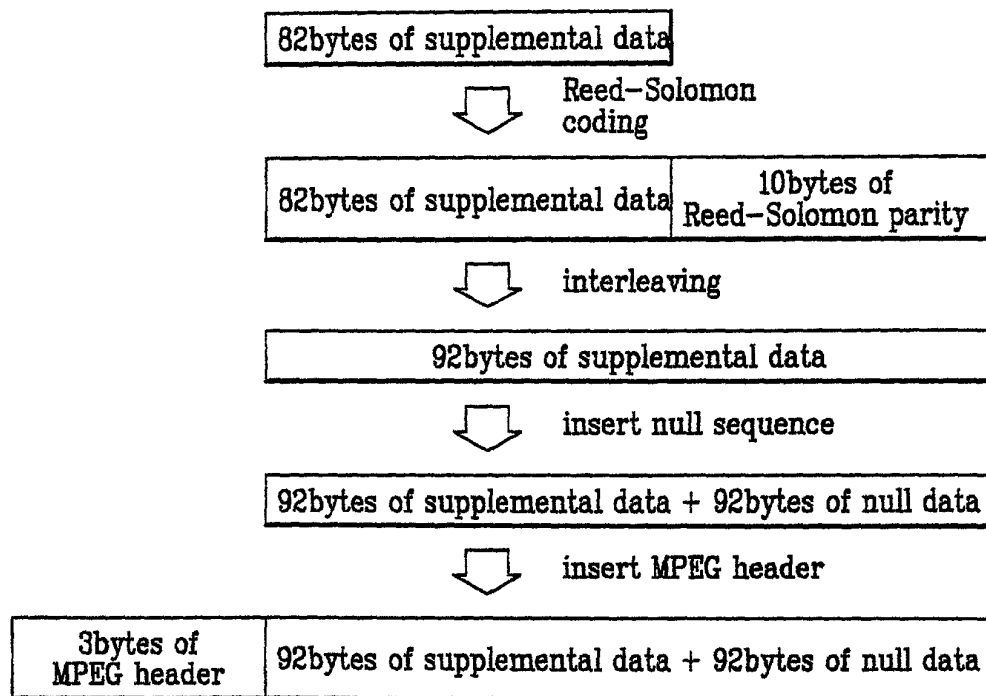 82bytes of supplemental data
Reed-Solomon
coding
82bytes of supplemental data
10bytes of
Reed-Solomon parity
interleaving
92bytes of supplemental data
insert null sequence
92bytes of supplemental data + 92bytes of null data
insert MPEG header
3bytes of
MPEG header
92bytes of supplemental data + 92bytes of null data